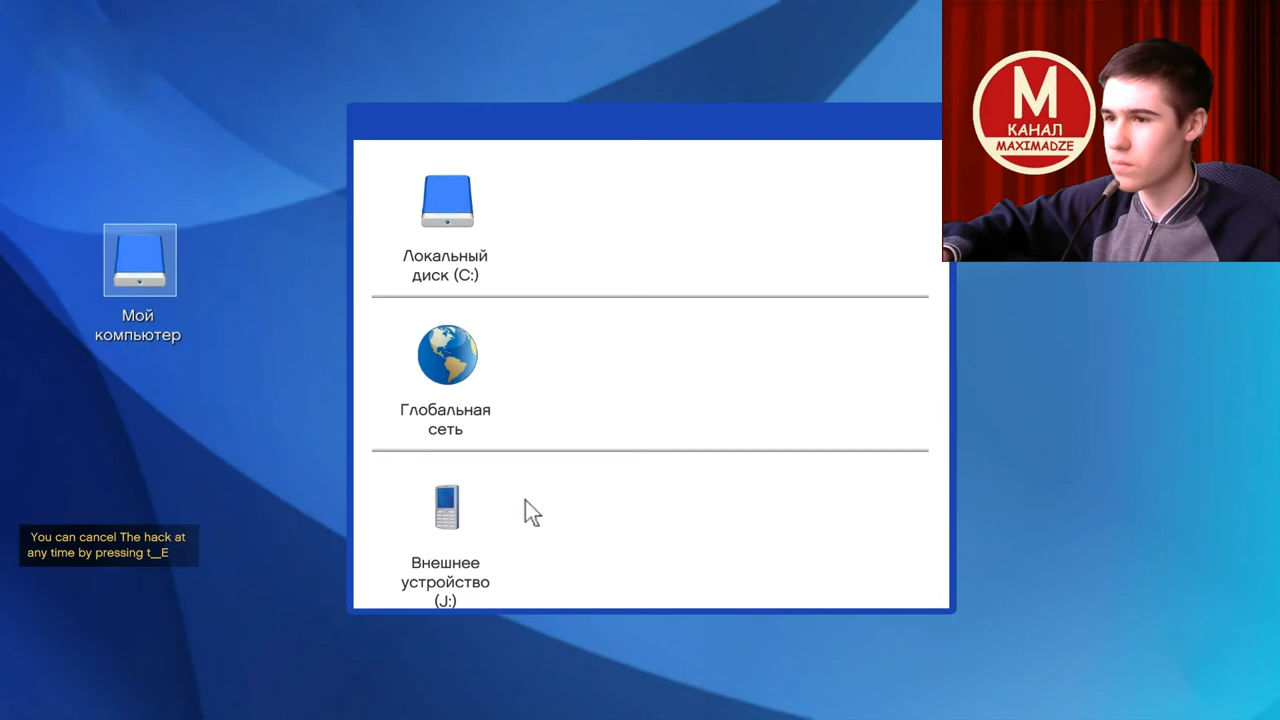 М
КАНАЛ
MAXIMADZE
Локальный
диск (C:)
Мой
компьютер
Глобальная
сеть
You can cancel The hack at
any time by pressing t__E
Внешнее
устройство
(J:)